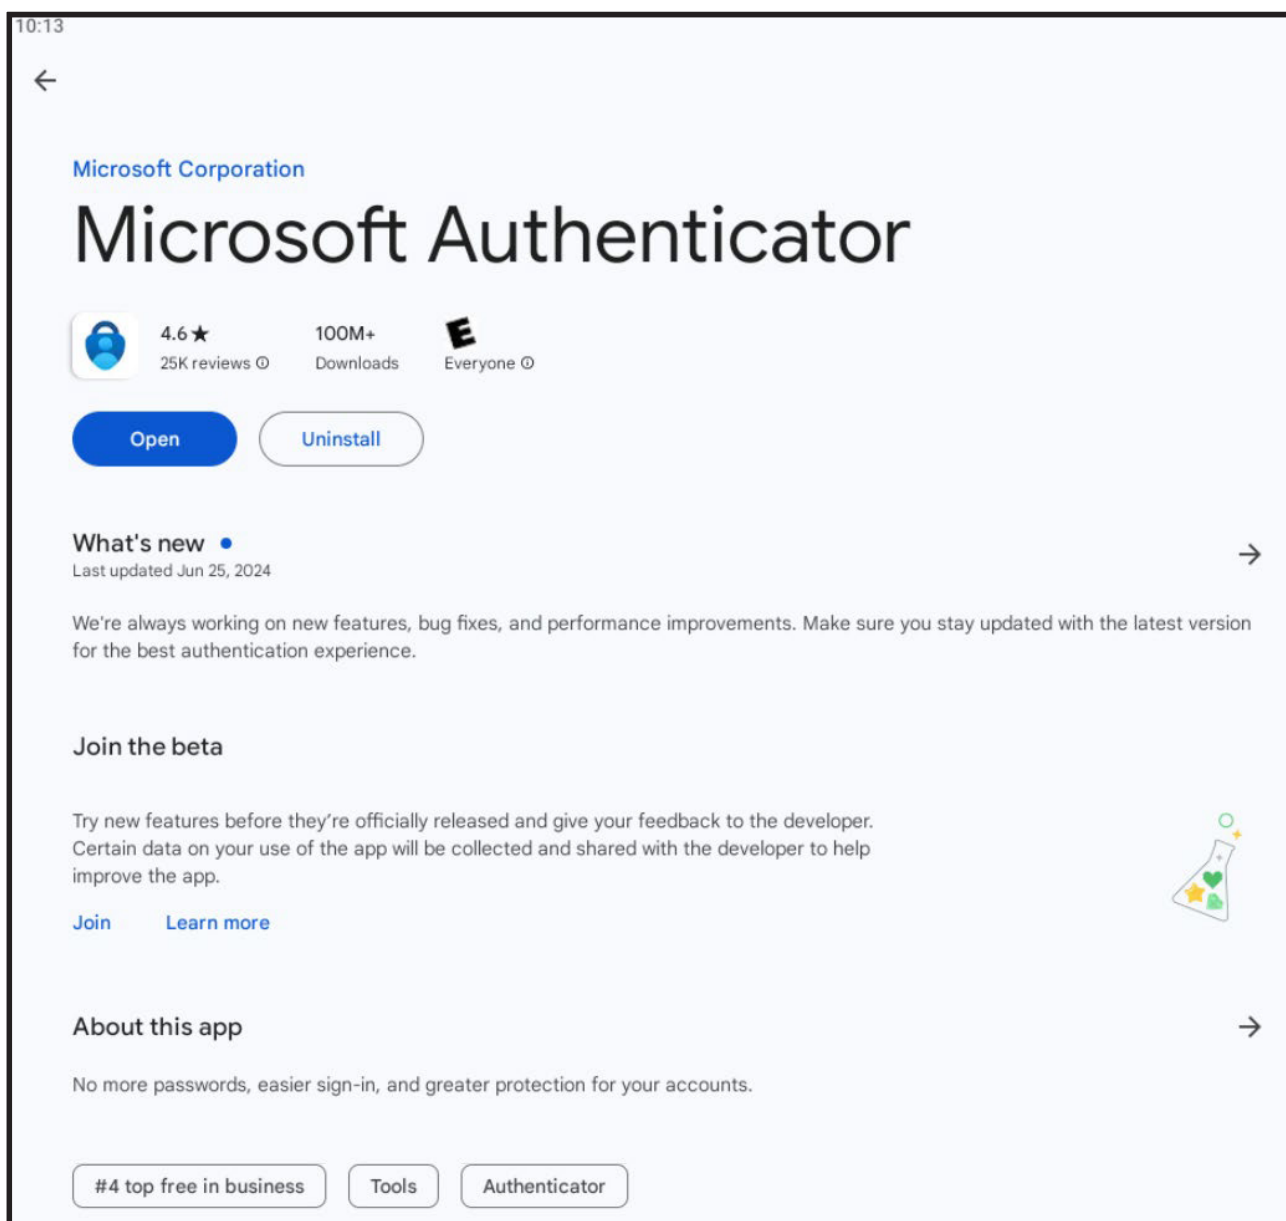 10:13
Microsoft Corporation
Microsoft Authenticator
4.6★
25K reviews
100M+
Downloads
E
Everyone
Open
Uninstall
What's new
Last updated Jun 25, 2024
We're always working on new features, bug fixes, and performance improvements. Make sure you stay updated with the latest version
for the best authentication experience.
Join the beta
Try new features before they’re officially released and give your feedback to the developer.
Certain data on your use of the app will be collected and shared with the developer to help
improve the app.
Join
Learn more
About this app
No more passwords, easier sign-in, and greater protection for your accounts.
#4 top free in business
Tools
Authenticator